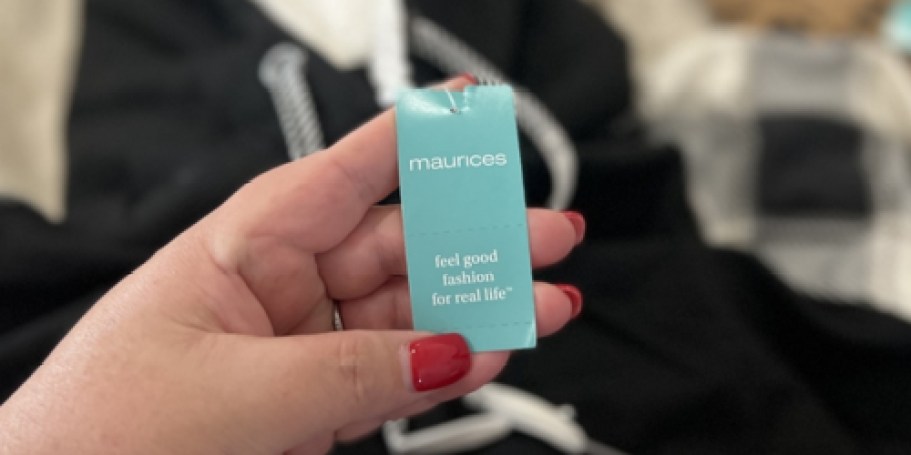 maurices
feel good
fashion
for real life™